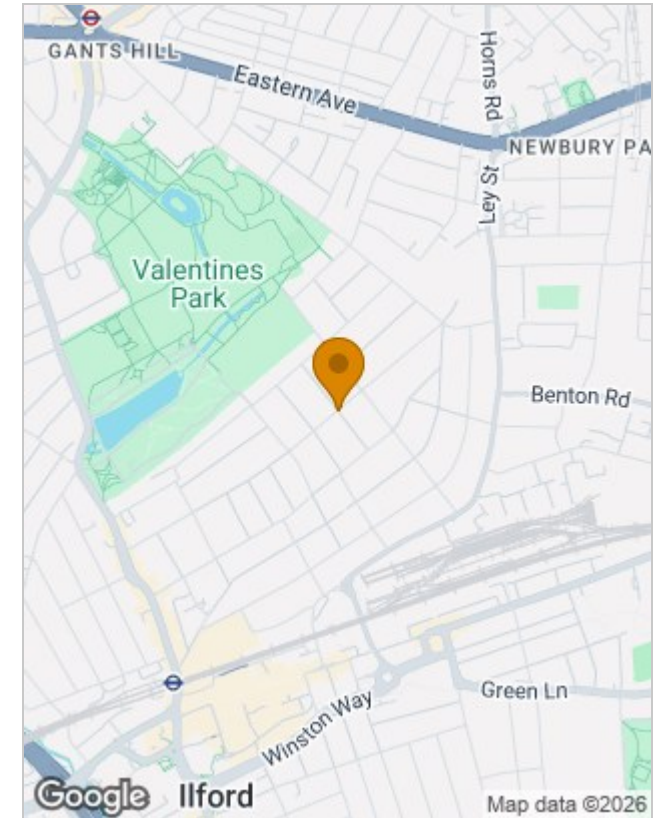 GANTS HILL
Eastern Ave
Horns Rd
NEWBURY PA
Ley St
Valentines
Park
Benton Rd
Green Ln
Winston Way
Google
Ilford
Map data ©2026